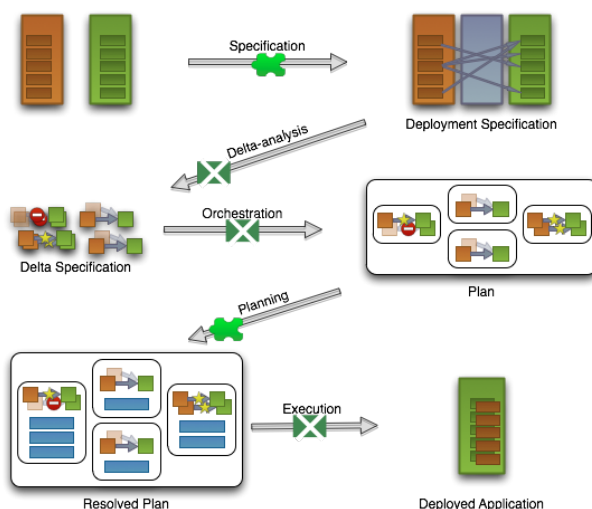 Specification
Deployment Specification
Delta-analysis
Orchestration
Delta Specification
Plan
Planning
Execution
Resolved Plan
Deployed Application